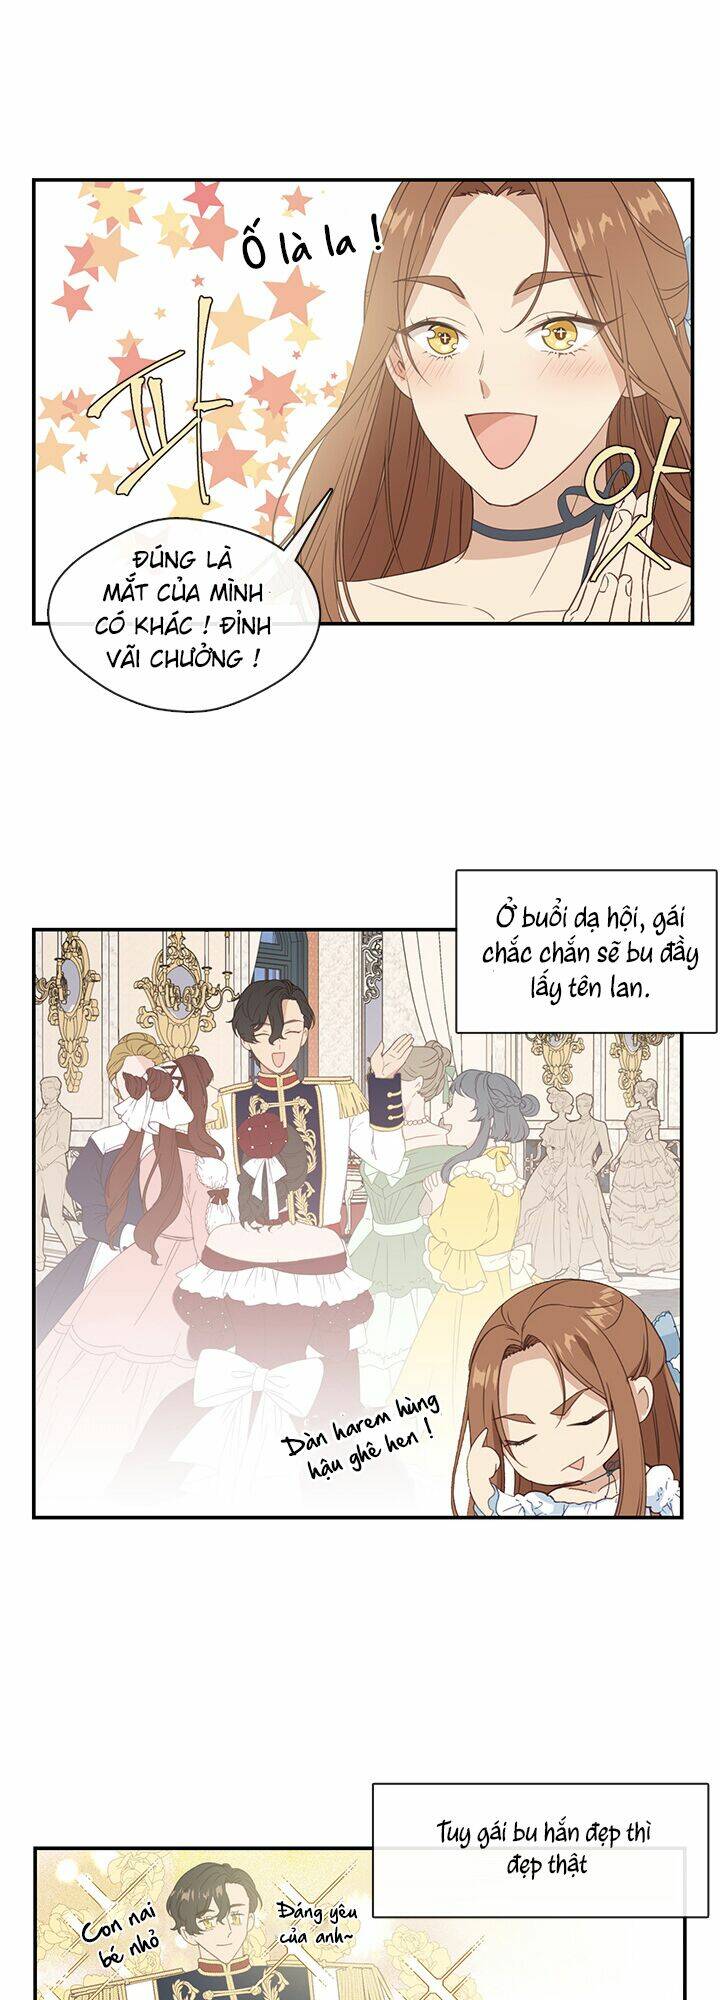 Ố là la !
파
앗
ĐÚNG LÀ
MẮT CỦA MÌNH
CÓ KHÁC ! ĐỈNH
VÃI CHƯỞNG !
Ở buổi dạ hội, gái
chắc chắn sẽ bu đầy
lấy tên lan.
Dàn harem hùng
hậu ghê hen !
Tuy gái bu hắn đẹp thì
đẹp thật
Con nai
bé nhỏ
Đáng yêu
của anh~